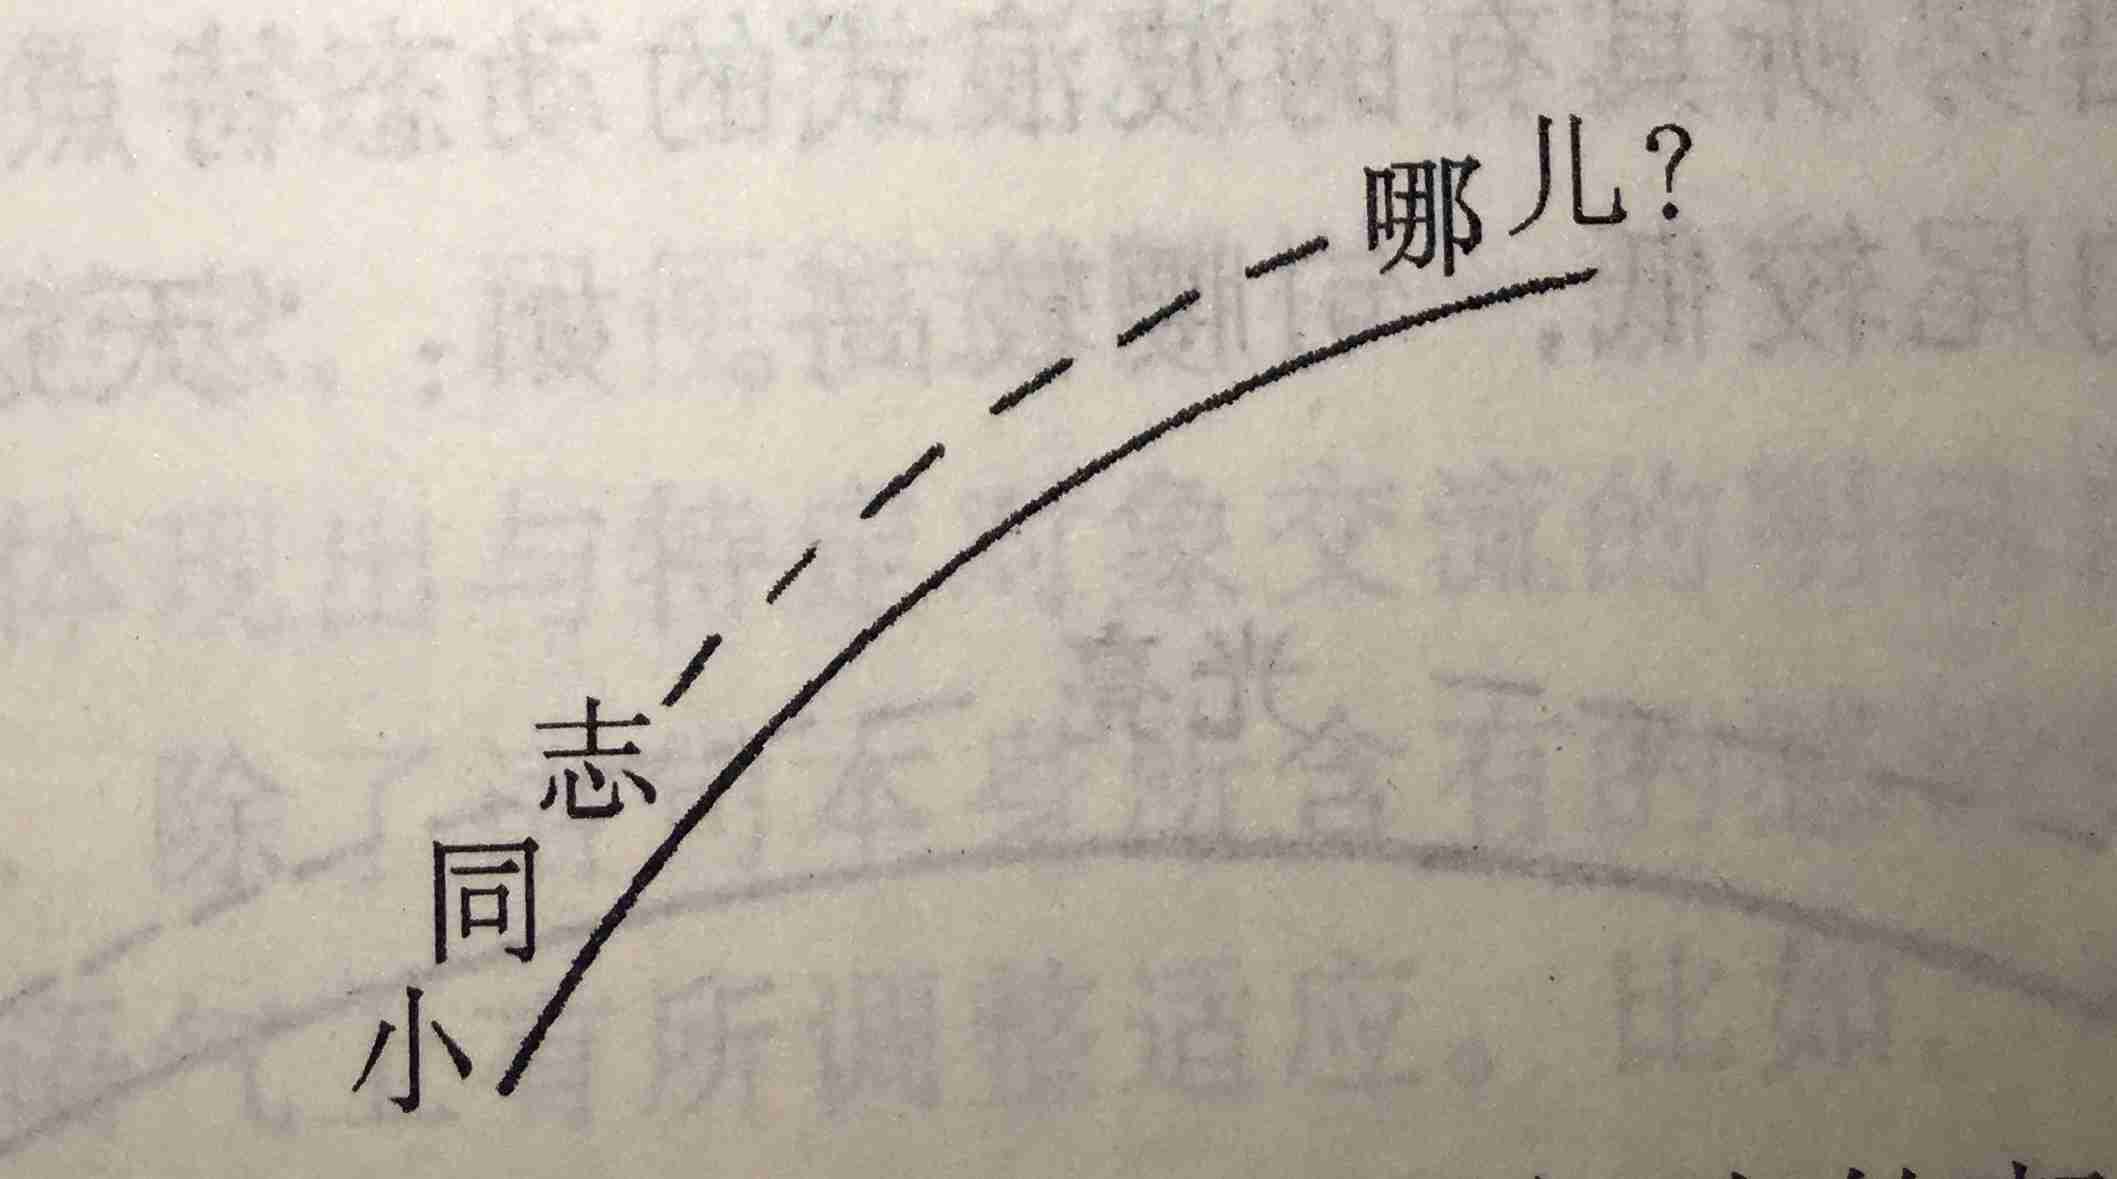 小同志 — — — — — — 哪儿？